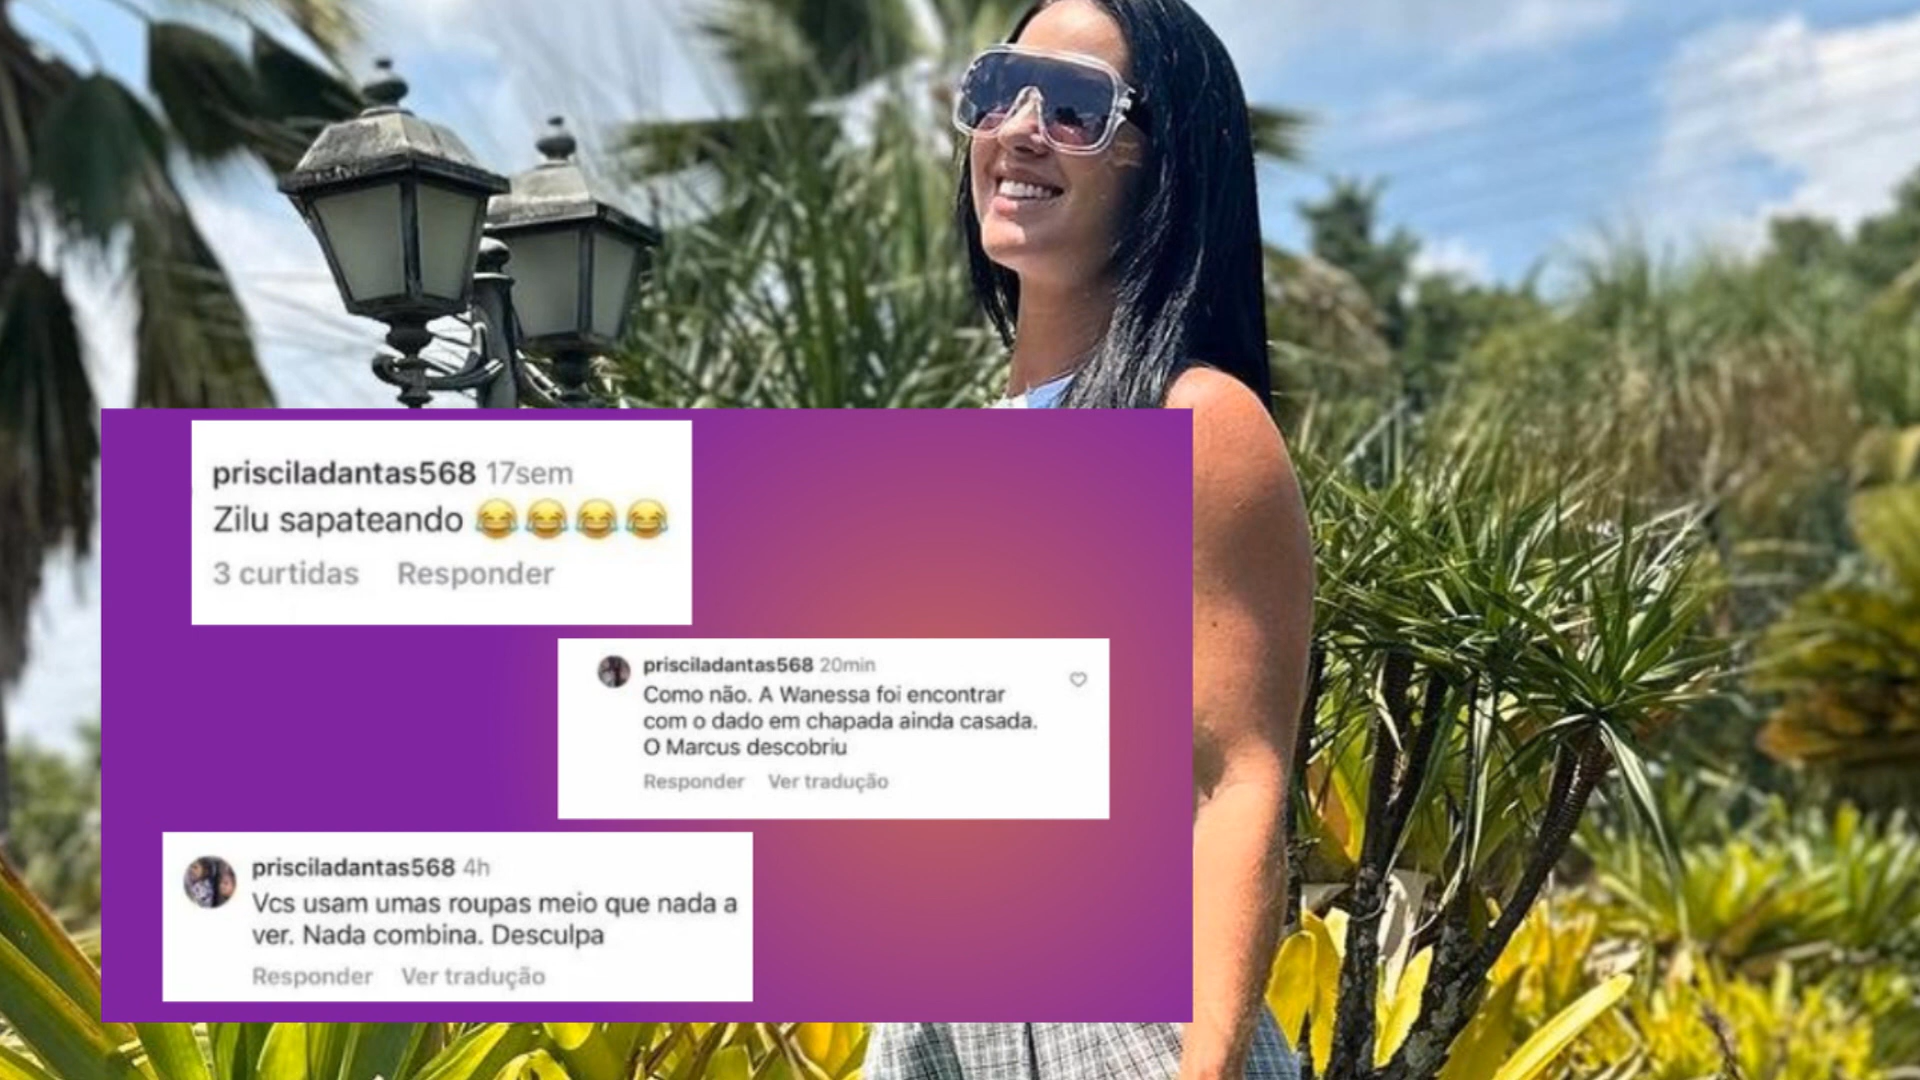 prisciladantas568 17sem
Zilu sapateando 😂😂😂😂
3 curtidas Responder
prisciladantas568 20min
Como não. A Wanessa foi encontrar
com o dado em chapada ainda casada.
O Marcus descobriu
Responder Ver tradução
prisciladantas568 4h
Vcs usam umas roupas meio que nada a
ver. Nada combina. Desculpa
Responder Ver tradução